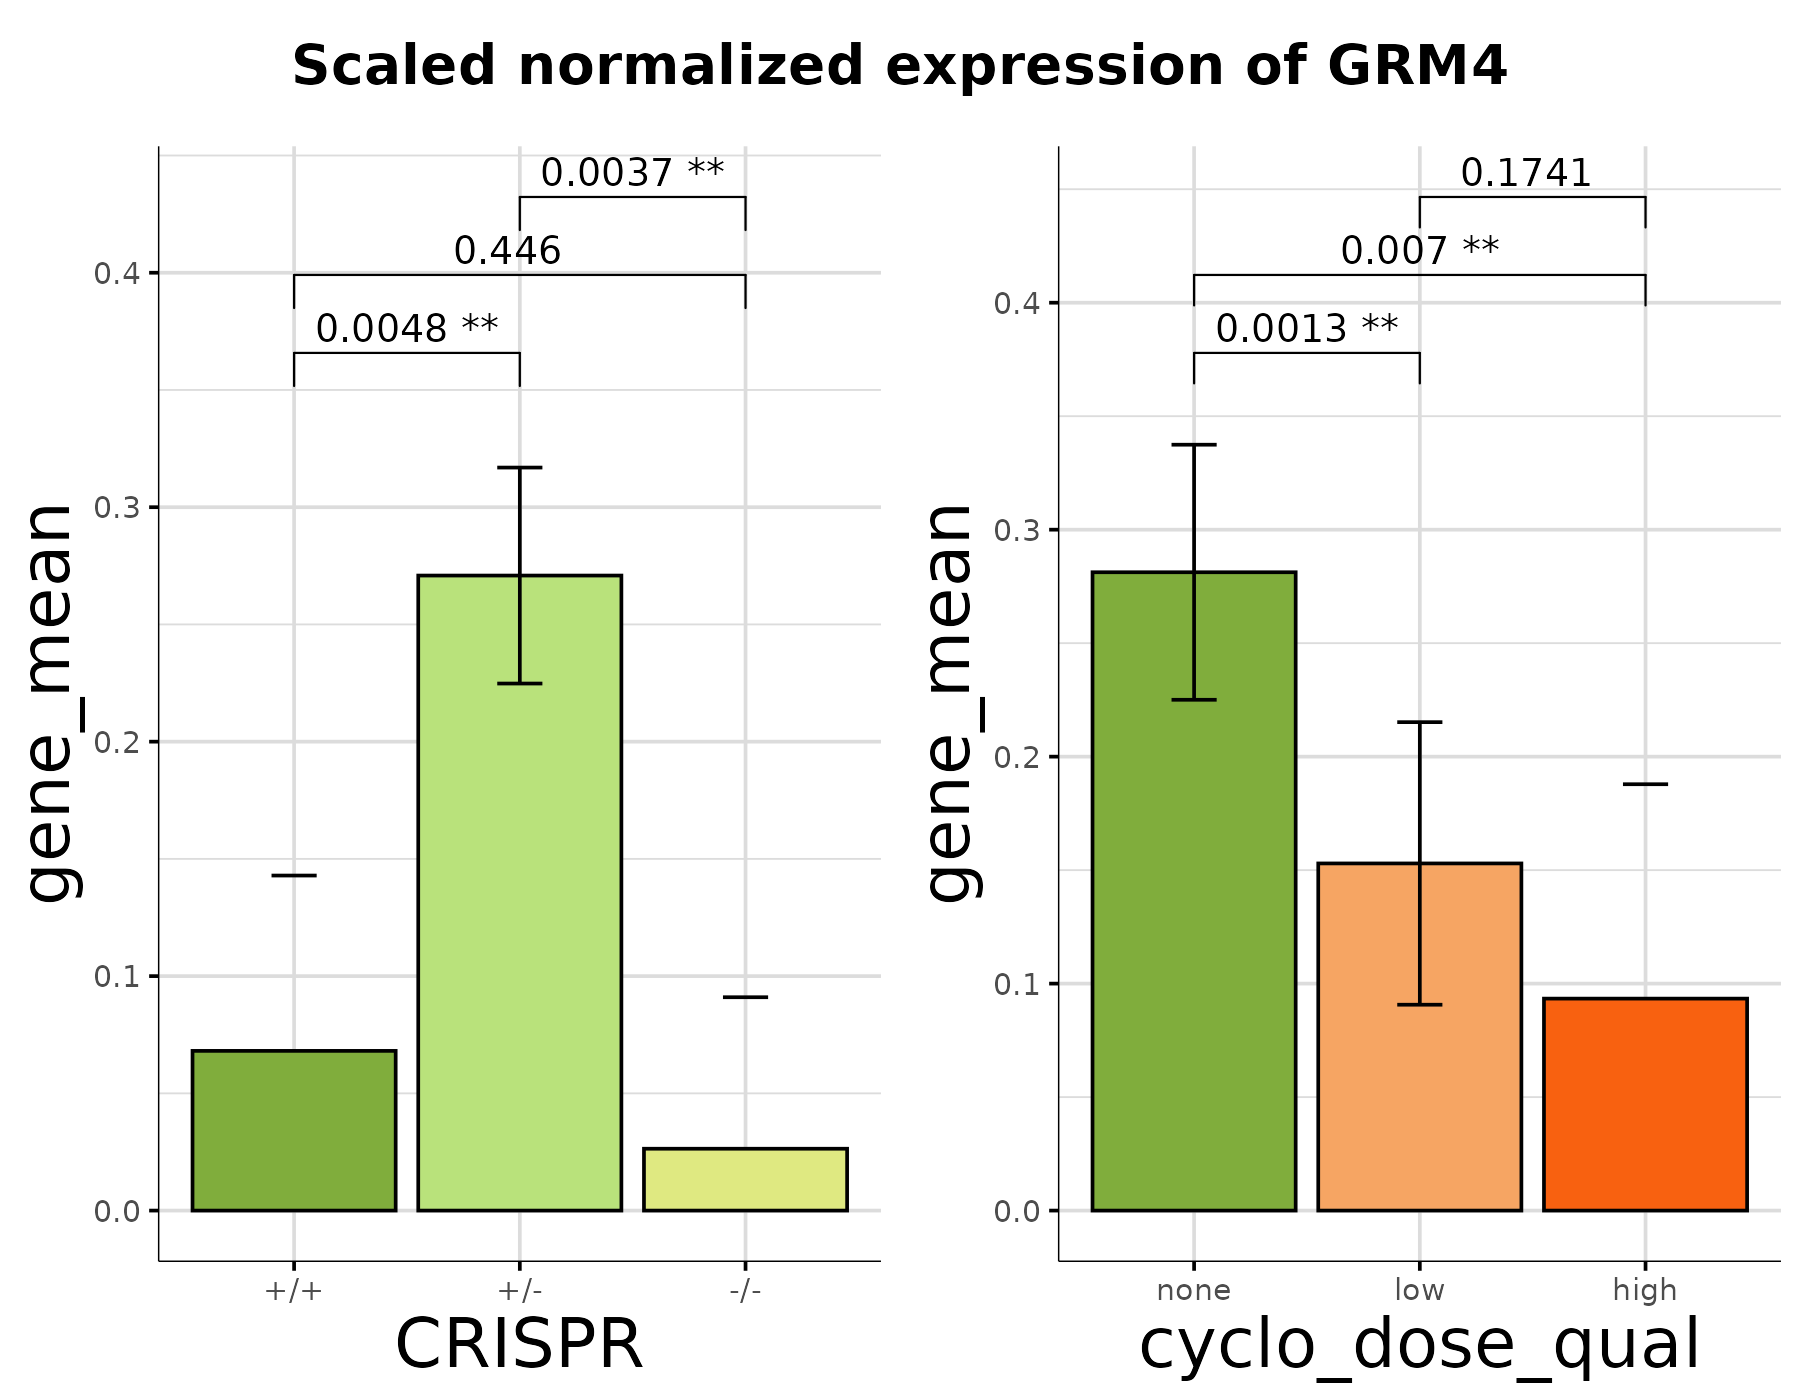 Scaled normalized expression of GRM4
0.0037 **
0.446
0.0048 **
0.4
0.3
0.2
0.1
0.0
gene_mean
+/+ +/- -/-
CRISPR
0.1741
0.007 **
0.0013 **
0.4
0.3
0.2
0.1
0.0
gene_mean
none low high
cyclo_dose_qual